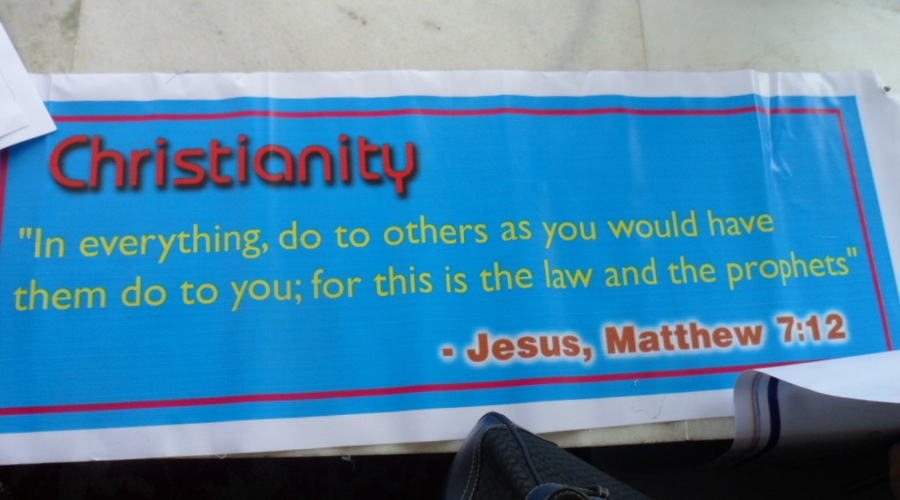 Christianity
"In everything, do to others as you would have
them do to you; for this is the law and the prophets"
- Jesus, Matthew 7:12